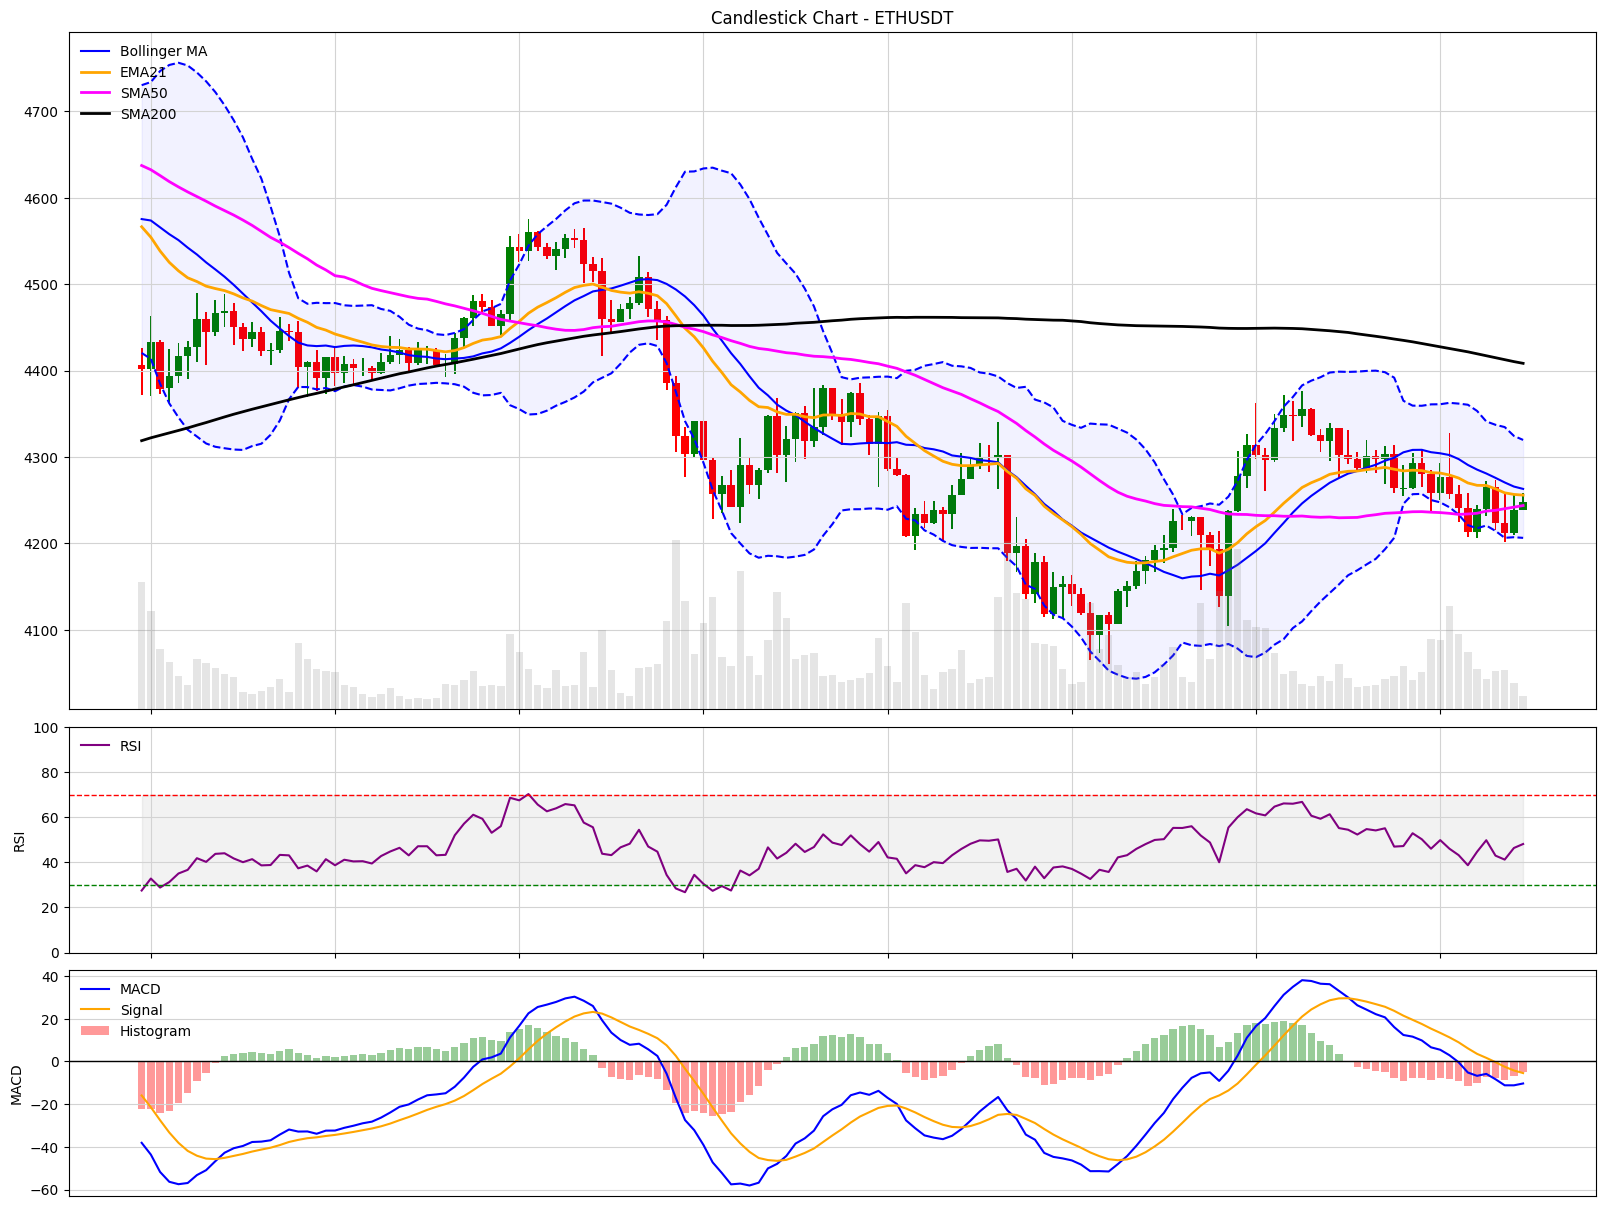 Candlestick Chart - ETHUSDT
Bollinger MA
EMA21
SMA50
SMA200
4700
4600
4500
4400
4300
4200
4100
RSI
100
80
60
40
20
0
RSI
MACD
Signal
Histogram
40
20
0
−20
−40
−60
MACD